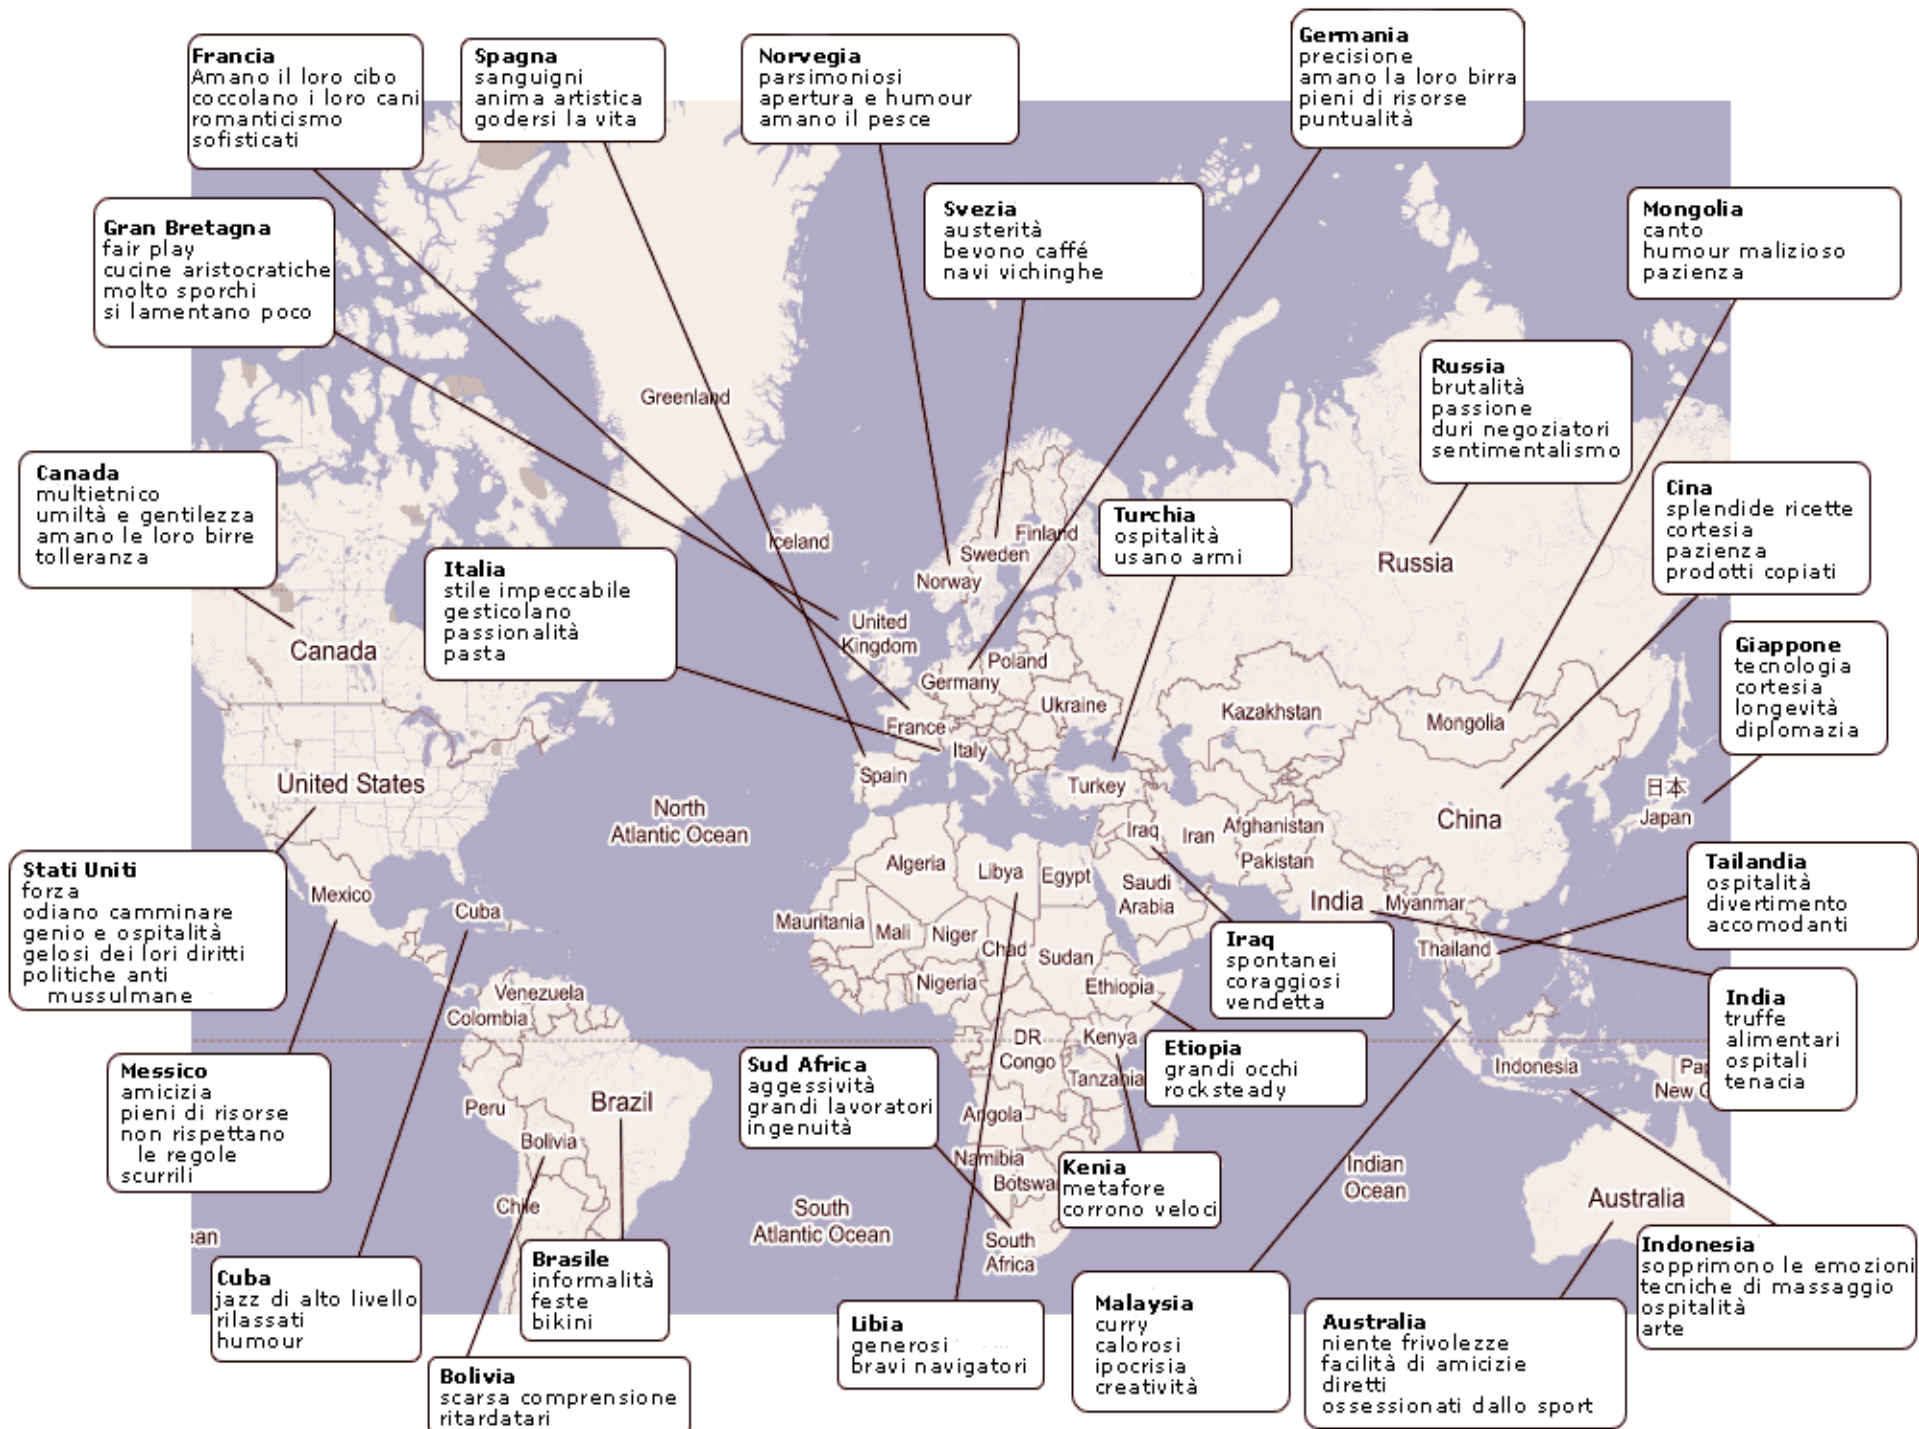 Francia
Amano il loro cibo
coccolano i loro cani
romanticismo
sofisticati
Spagna
sanguigni
anima artistica
godersi la vita
Norvegia
parsimoniosi
apertura e humour
amano il pesce
Germania
precisione
amano la loro birra
pieni di risorse
puntualità
Gran Bretagna
fair play
cucine aristocratiche
molto sporchi
si lamentano poco
Svezia
austerità
bevono caffé
navi vichinghe
Mongolia
canto
humour malizioso
pazienza
Russia
brutalità
passione
duri negoziatori
sentimentalismo
Canada
multietnico
umiltà e gentilezza
amano le loro birre
tolleranza
Italia
stile impeccabile
gesticolano
passionalità
pasta
Turchia
ospitalità
usano armi
Cina
splendide ricette
cortesia
pazienza
prodotti copiati
Giappone
tecnologia
cortesia
longevità
diplomazia
Stati Uniti
forza
odiano camminare
genio e ospitalità
gelosi dei lori diritti
politiche anti
mussulmane
Tailandia
ospitalità
divertimento
accomodanti
Iraq
spontanei
coraggiosi
vendetta
India
truffe
alimentari
ospitali
tenacia
Messico
amicizia
pieni di risorse
non rispettano
le regole
scurrili
Sud Africa
aggessività
grandi lavoratori
ingenuità
Etiopia
grandi occhi
rocksteady
Kenia
metafore
corrono veloci
Cuba
jazz di alto livello
rilassati
humour
Brasile
informalità
feste
bikini
Bolivia
scarsa comprensione
ritardatari
Libia
generosi
bravi navigatori
Malaysia
curry
calorosi
ipocrisia
creatività
Australia
niente frivolezze
facilità di amicizie
diretti
ossessionati dallo sport
Indonesia
sopprimono le emozioni
tecniche di massaggio
ospitalità
arte
Greenland
Iceland
Finland
Sweden
Norway
United
Kingdom
Russia
Canada
Poland
Germany
Ukraine
France
Italy
Spain
Kazakhstan
Mongolia
United States
North
Atlantic Ocean
Turkey
China
日本
Japan
Iraq
Iran
Afghanistan
Pakistan
Algeria
Libya
Egypt
Saudi
Arabia
India
Myanmar
Thailand
Mexico
Cuba
Mauritania
Mali
Niger
Chad
Sudan
Nigeria
Ethiopia
Venezuela
Colombia
DR
Congo
Kenya
Tanzania
Indonesia
Pap
New G
Peru
Brazil
Bolivia
Angola
Namibia
Botswa
Chile
South
Atlantic Ocean
South
Africa
Indian
Ocean
Australia
ean